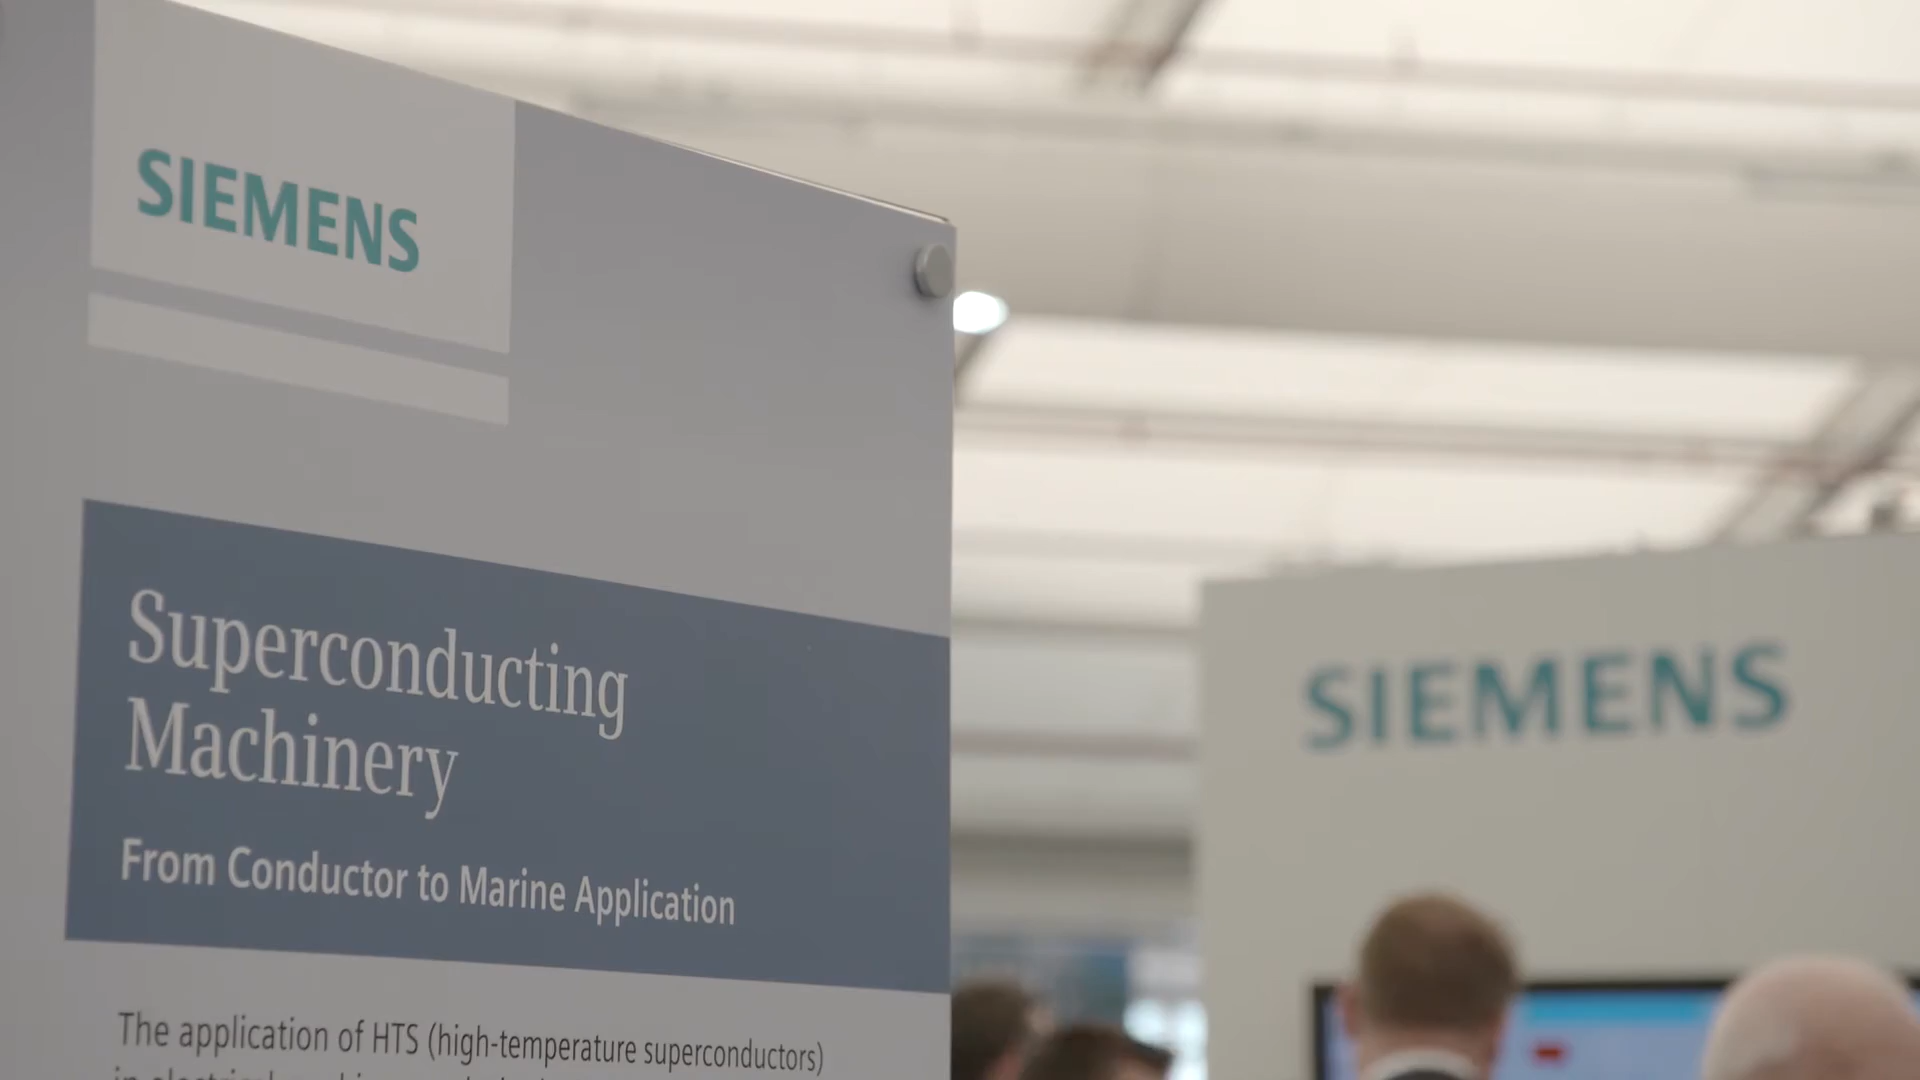 SIEMENS
Superconducting
Machinery
From Conductor to Marine Application
The application of HTS (high-temperature superconductors)
SIEMENS